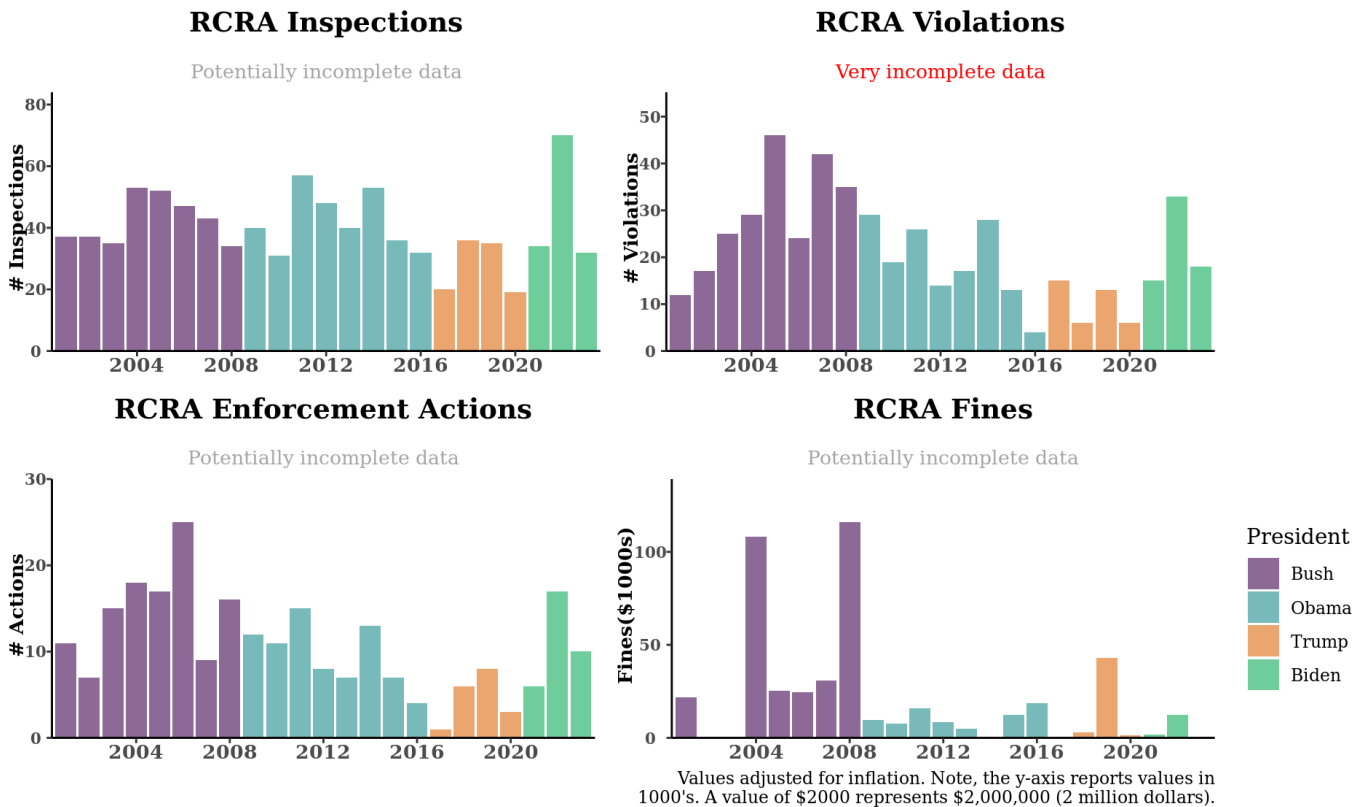 RCRA Inspections
Potentially incomplete data
# Inspections
80
60
40
20
0
2004 2008 2012 2016 2020
RCRA Violations
Very incomplete data
# Violations
50
40
30
20
10
0
2004 2008 2012 2016 2020
RCRA Enforcement Actions
Potentially incomplete data
# Actions
30
20
10
0
2004 2008 2012 2016 2020
RCRA Fines
Potentially incomplete data
Fines($1000s)
100
50
0
2004 2008 2012 2016 2020
President
Bush
Obama
Trump
Biden
Values adjusted for inflation. Note, the y-axis reports values in
1000's. A value of $2000 represents $2,000,000 (2 million dollars).